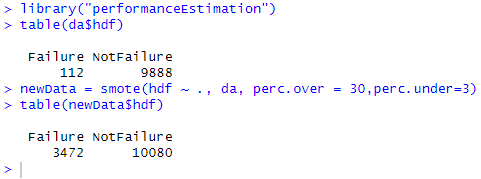 > library("performanceEstimation")
> table(da$hdf)
Failure NotFailure
112 9888
> newData = smote(hdf ~ ., da, perc.over = 30,perc.under=3)
> table(newData$hdf)
Failure NotFailure
3472 10080
>